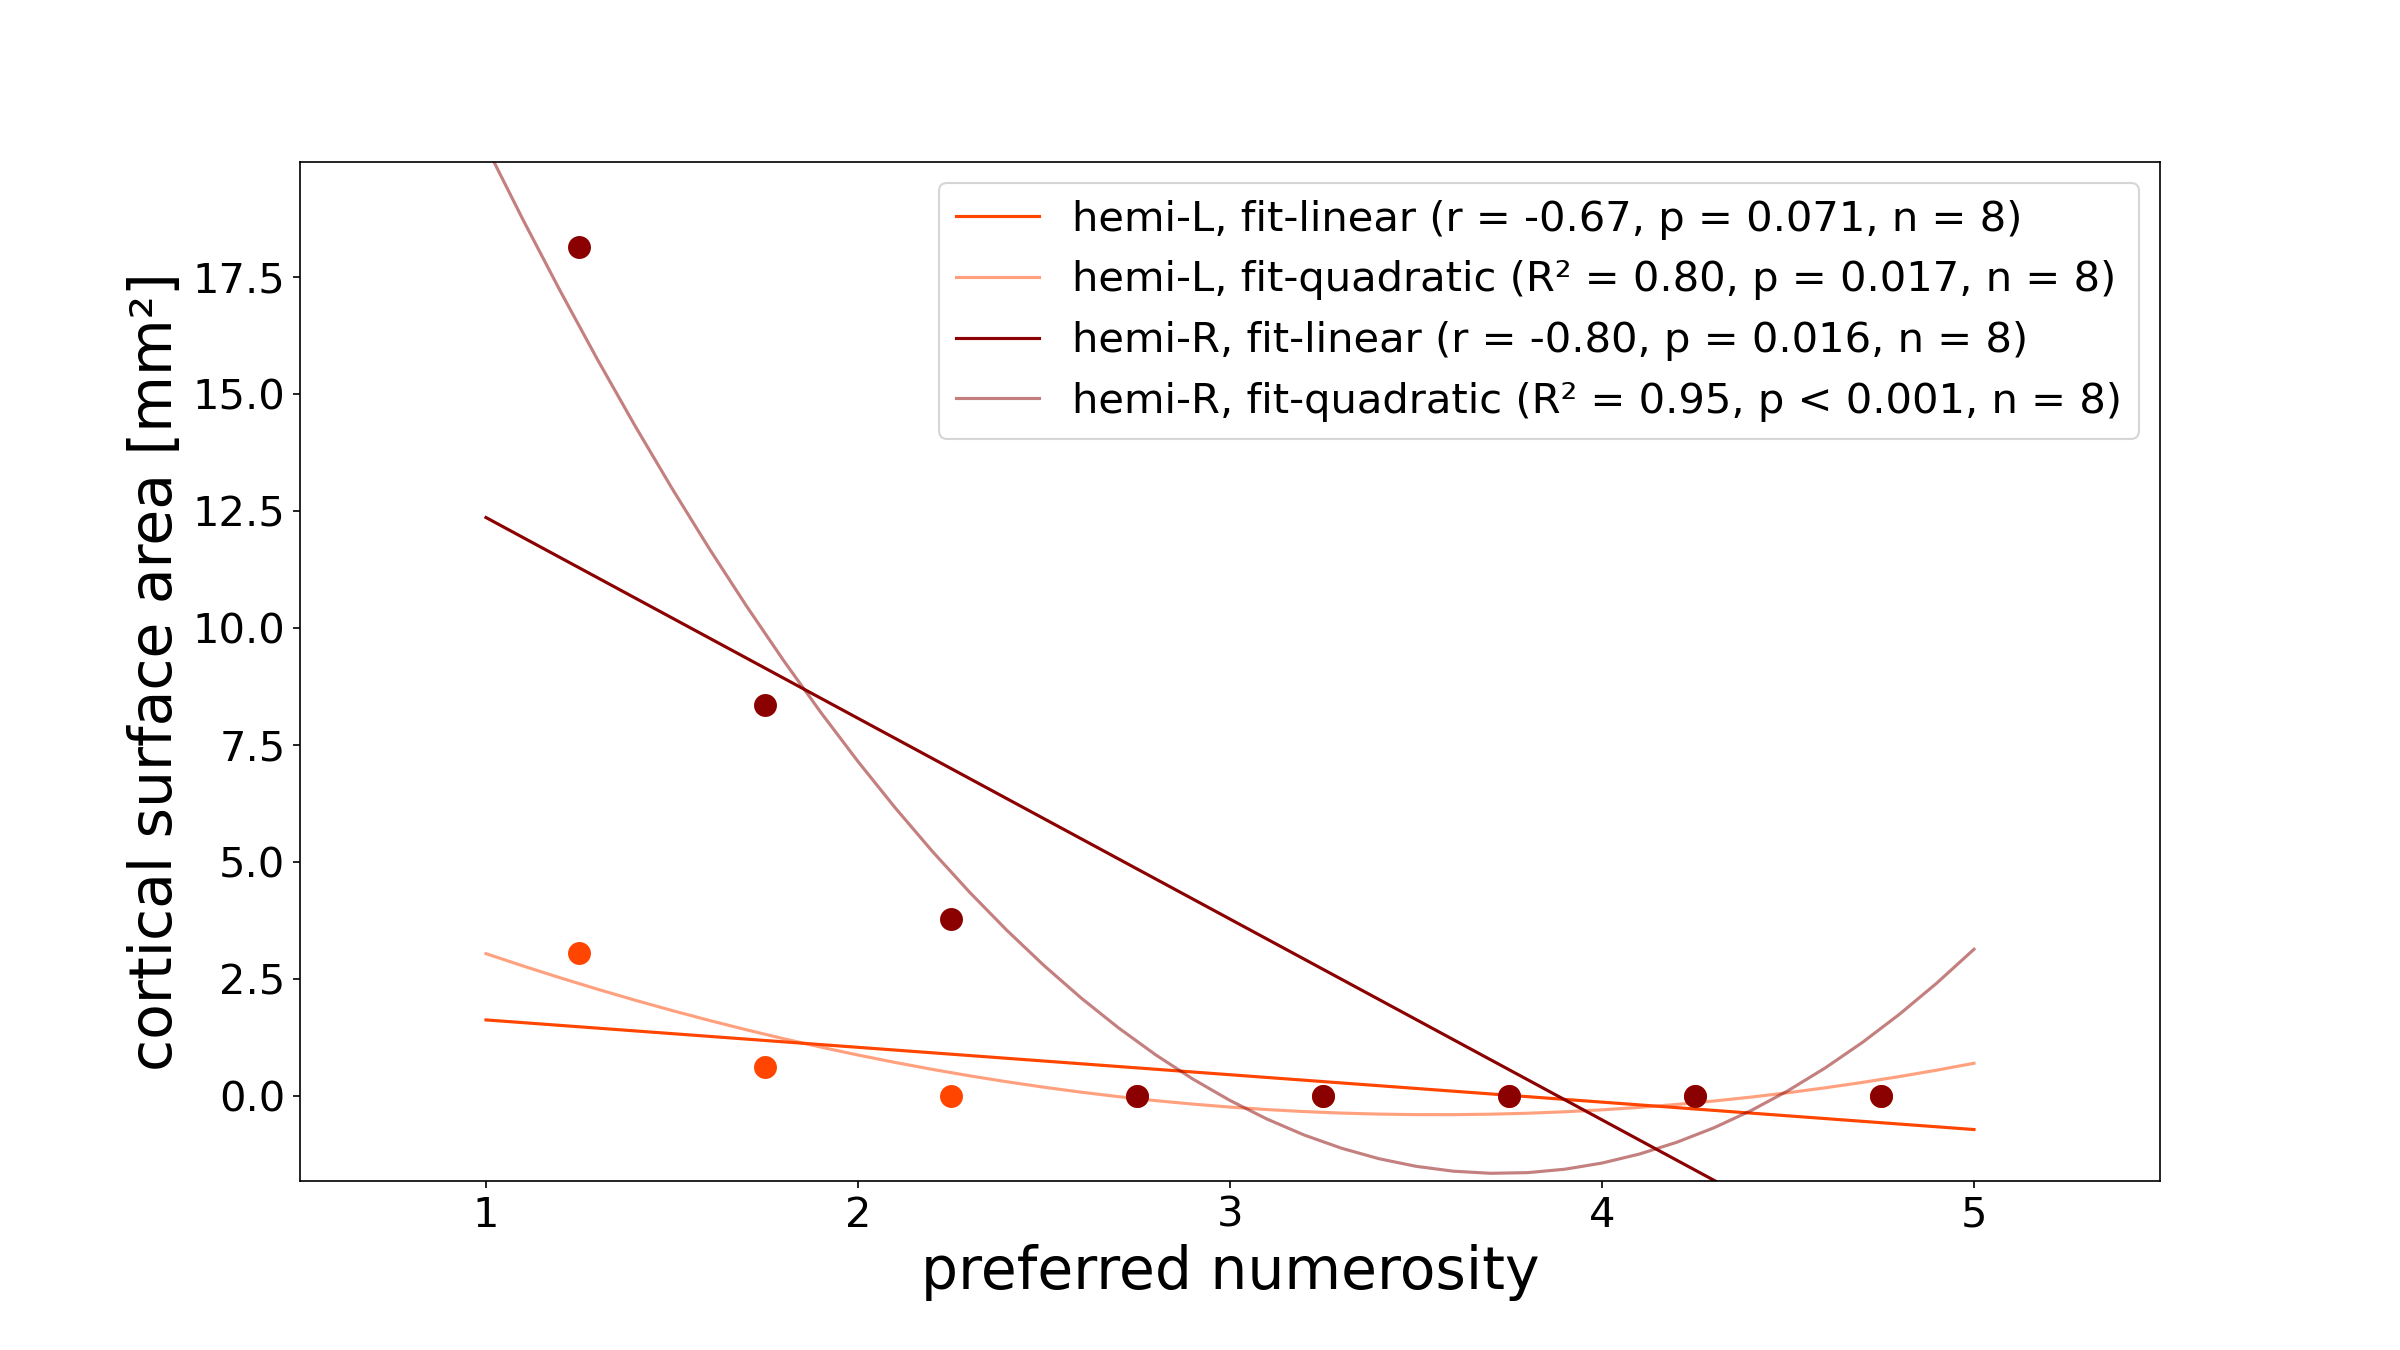 hemi-L, fit-linear (r = -0.67, p = 0.071, n = 8)
hemi-L, fit-quadratic (R² = 0.80, p = 0.017, n = 8)
hemi-R, fit-linear (r = -0.80, p = 0.016, n = 8)
hemi-R, fit-quadratic (R² = 0.95, p < 0.001, n = 8)
cortical surface area [mm²]
17.5
15.0
12.5
10.0
7.5
5.0
2.5
0.0
1 2 3 4 5
preferred numerosity